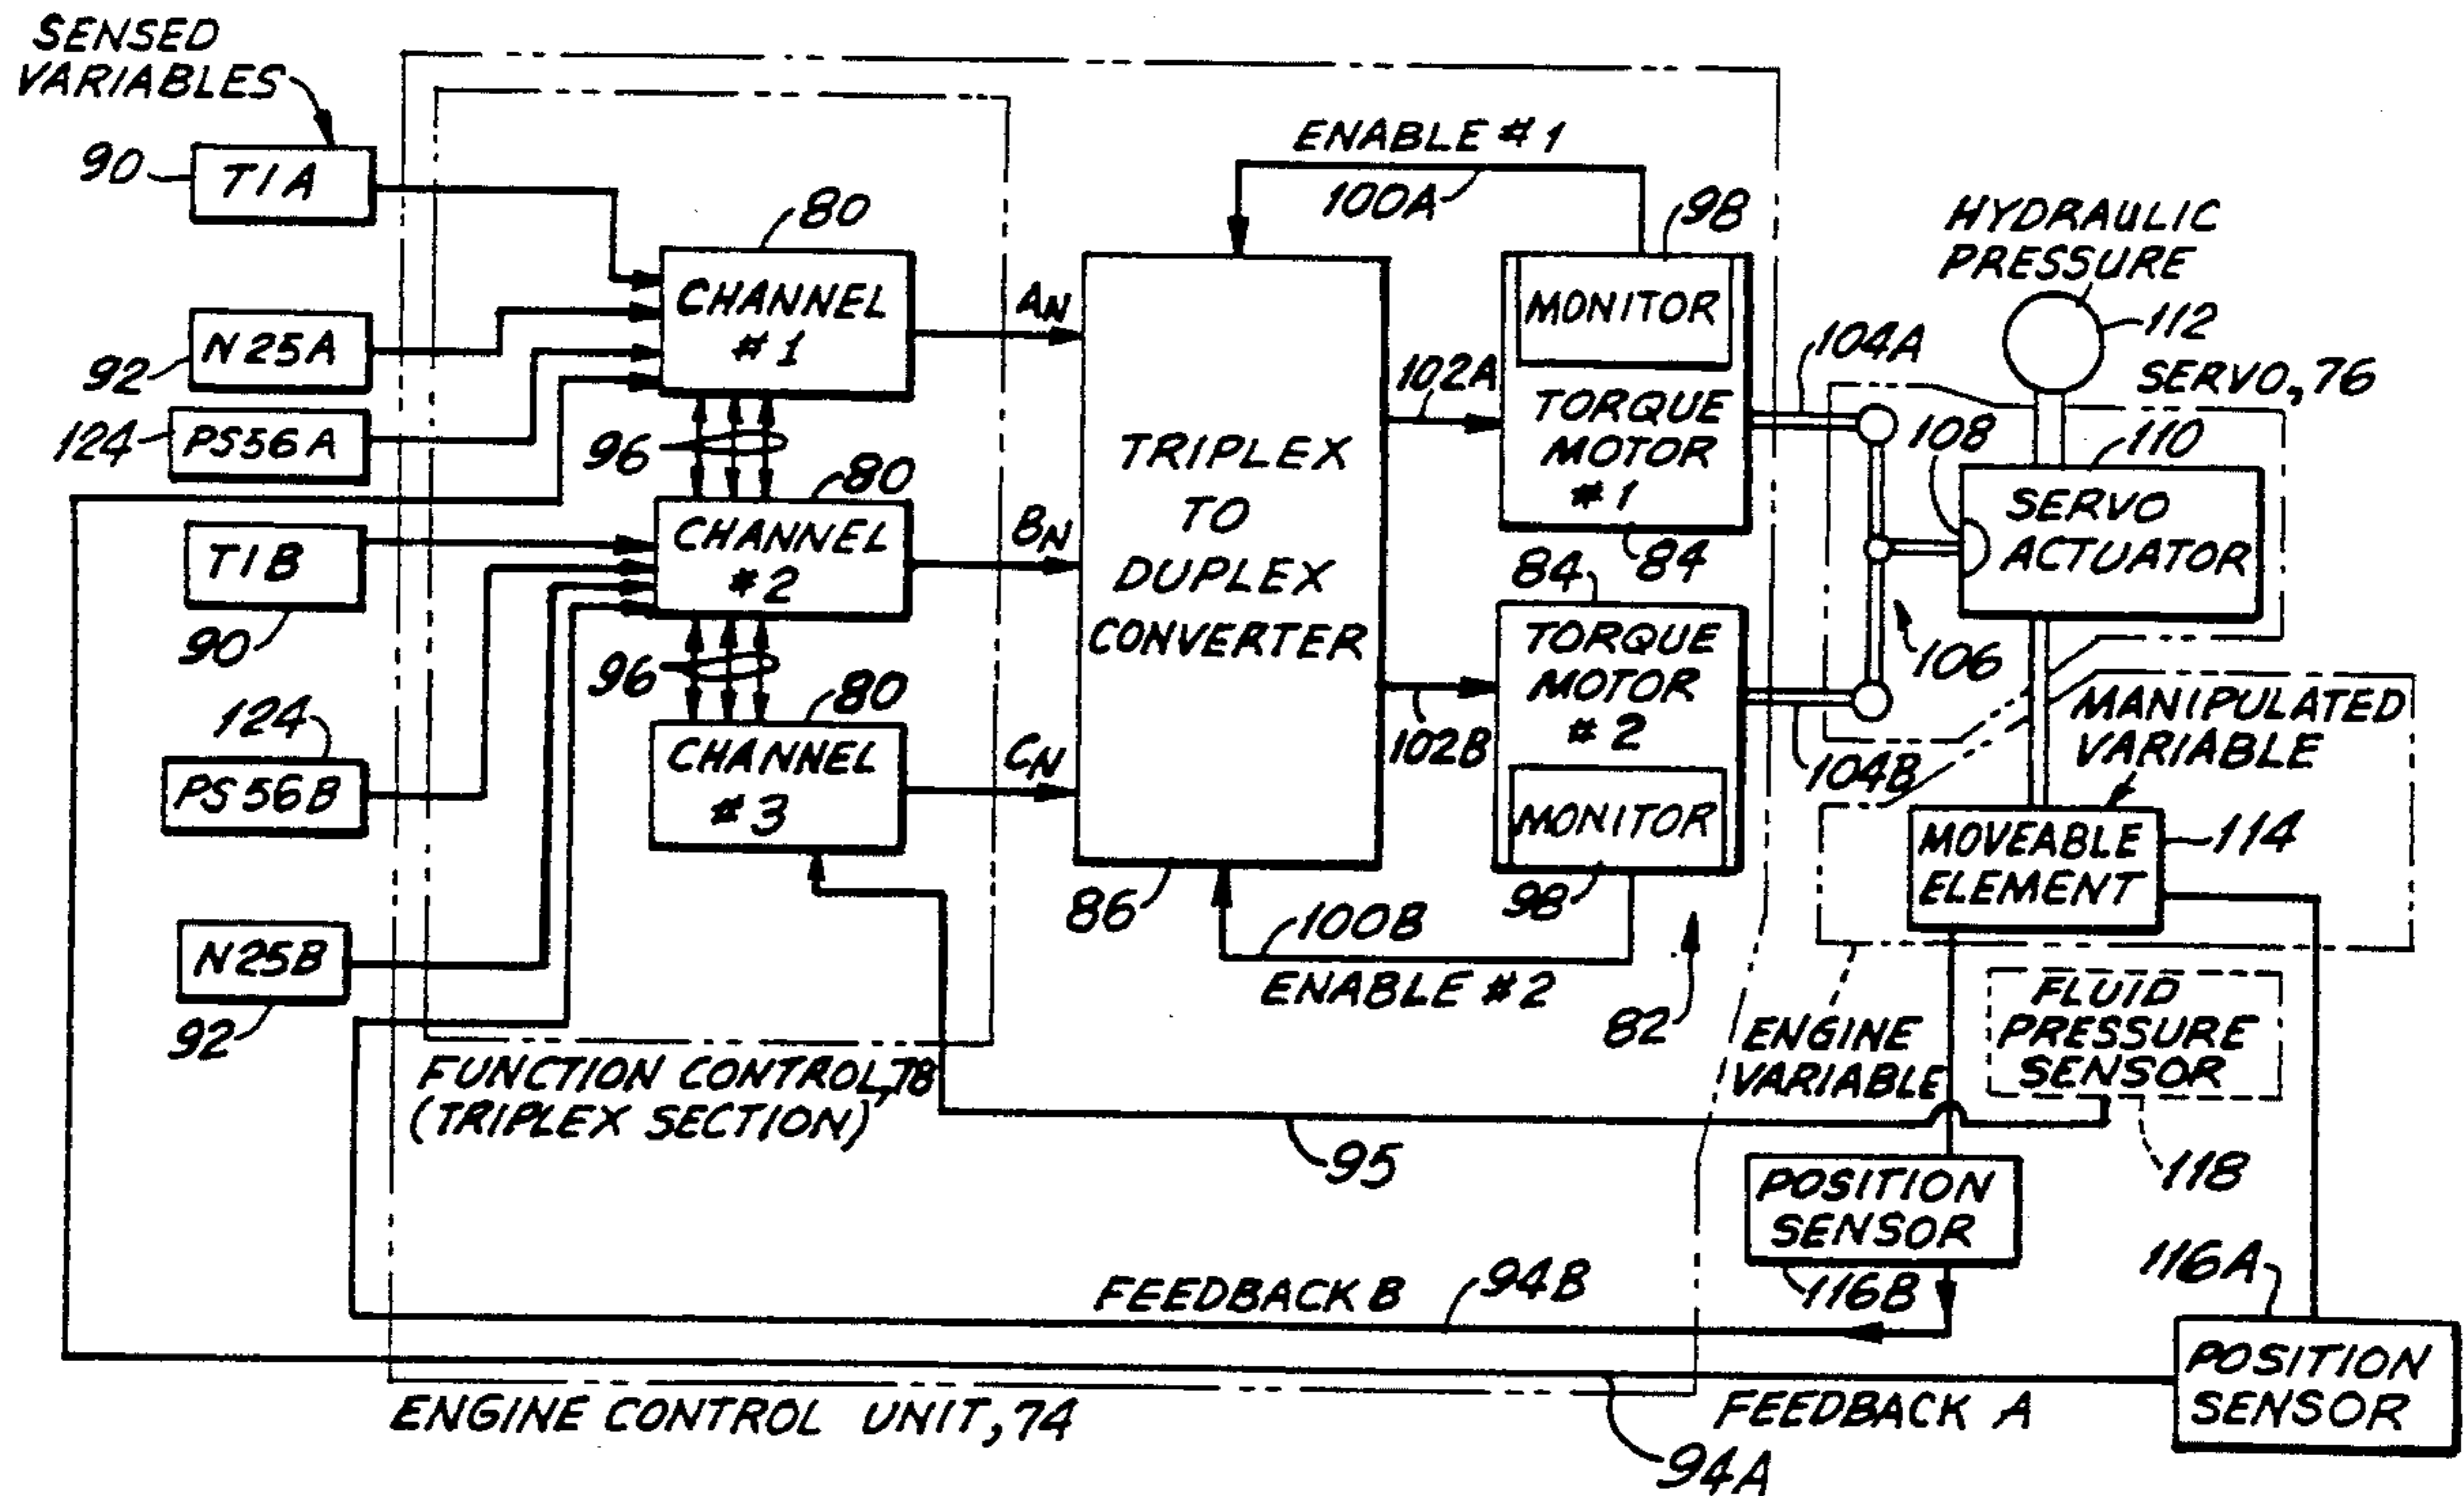 SENSED
VARIABLES
90
T1A
N25A
92
124
PS56A
T1B
90
124
PS56B
N25B
92
80
CHANNEL
#1
96
80
CHANNEL
#2
96
80
CHANNEL
#3
FUNCTION CONTROL, 78
(TRIPLEX SECTION)
AN
BN
CN
TRIPLEX
TO
DUPLEX
CONVERTER
86
ENABLE #1
100A
98
MONITOR
TORQUE
MOTOR
#1
84
102A
84
TORQUE
MOTOR
#2
MONITOR
98
102B
100B
ENABLE #2
82
104A
104B
106
108
HYDRAULIC
PRESSURE
112
SERVO, 76
110
SERVO
ACTUATOR
MANIPULATED
VARIABLE
MOVEABLE
ELEMENT
114
ENGINE
VARIABLE
FLUID
PRESSURE
SENSOR
118
95
POSITION
SENSOR
116B
116A
POSITION
SENSOR
FEEDBACK B
94B
ENGINE CONTROL UNIT, 74
FEEDBACK A
94A